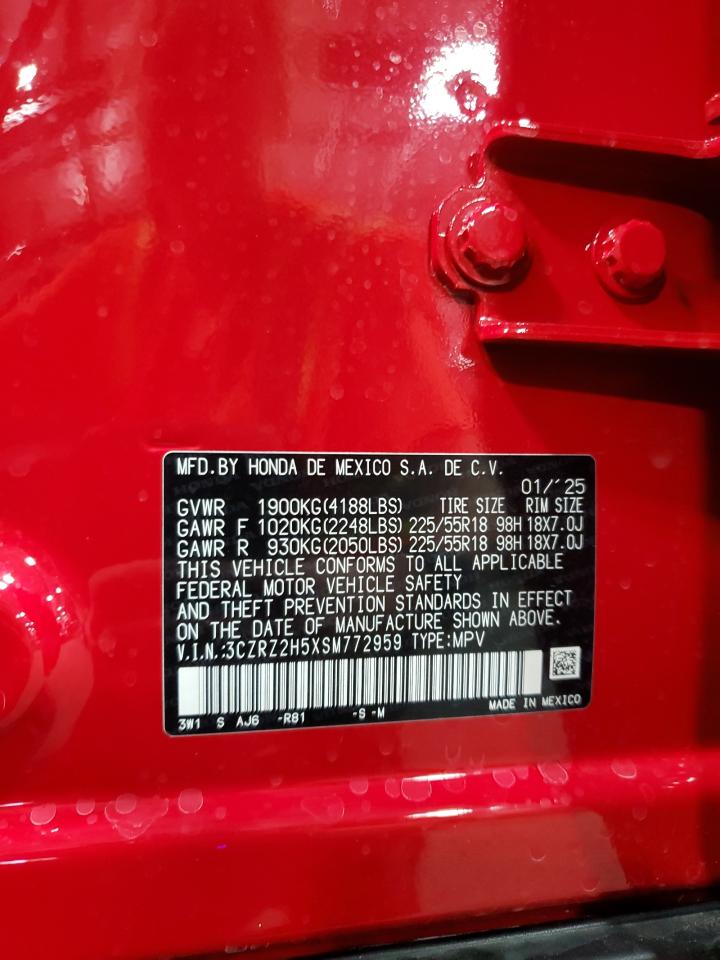 MFD.BY HONDA DE MEXICO S.A. DE C.V.
01/'25
GVWR 1900KG(4188LBS) TIRE SIZE RIM SIZE
GAWR F 1020KG(2248LBS) 225/55R18 98H 18X7.0J
GAWR R 930KG(2050LBS) 225/55R18 98H 18X7.0J
THIS VEHICLE CONFORMS TO ALL APPLICABLE
FEDERAL MOTOR VEHICLE SAFETY
AND THEFT PREVENTION STANDARDS IN EFFECT
ON THE DATE OF MANUFACTURE SHOWN ABOVE.
V.I.N.:3CZRZ2H5XSM772959 TYPE:MPV
3W1 S AJ6 -R81 -S -M MADE IN MEXICO